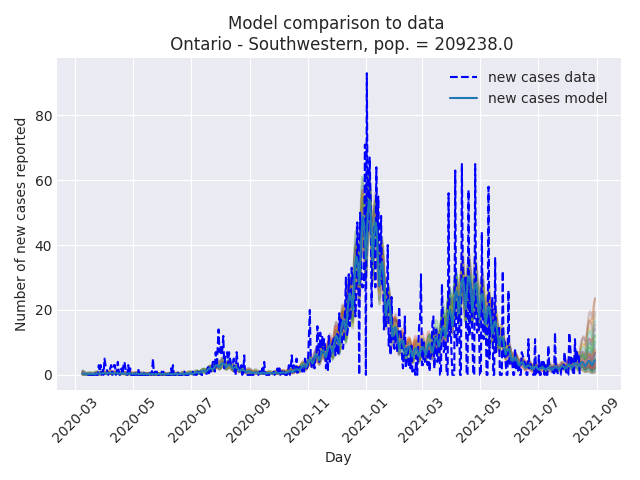 Model comparison to data
Ontario - Southwestern, pop. = 209238.0
new cases data
new cases model
Number of new cases reported
80
60
40
20
0
2020-03
2020-05
2020-07
2020-09
2020-11
2021-01
2021-03
2021-05
2021-07
2021-09
Day